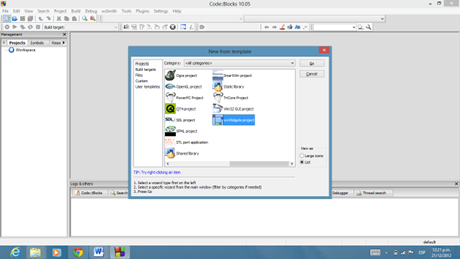 Code::Blocks 10.05
File Edit View Search Project Build Debug wxSmith Tools Plugins Settings Help
Build target:
Management
Projects Symbols
Workspace
New from template
Projects
Build targets
Files
Custom
User templates
Category: <All categories>
Ogre project
OpenGL project
PowerPC Project
QT4 project
SDL project
SFML project
STL port application
Shared library
SmartWin project
Static library
TriCore Project
Win32 GUI project
wxWidgets project
Go
Cancel
View as
Large icons
List
TIP: Try right-clicking an item
1. Select a wizard type first on the left
2. Select a specific wizard from the main window (filter by categories if needed)
3. Press Go
Logs & others
Code::Blocks
Debugger
Thread search
default
ESP
21/12/2012